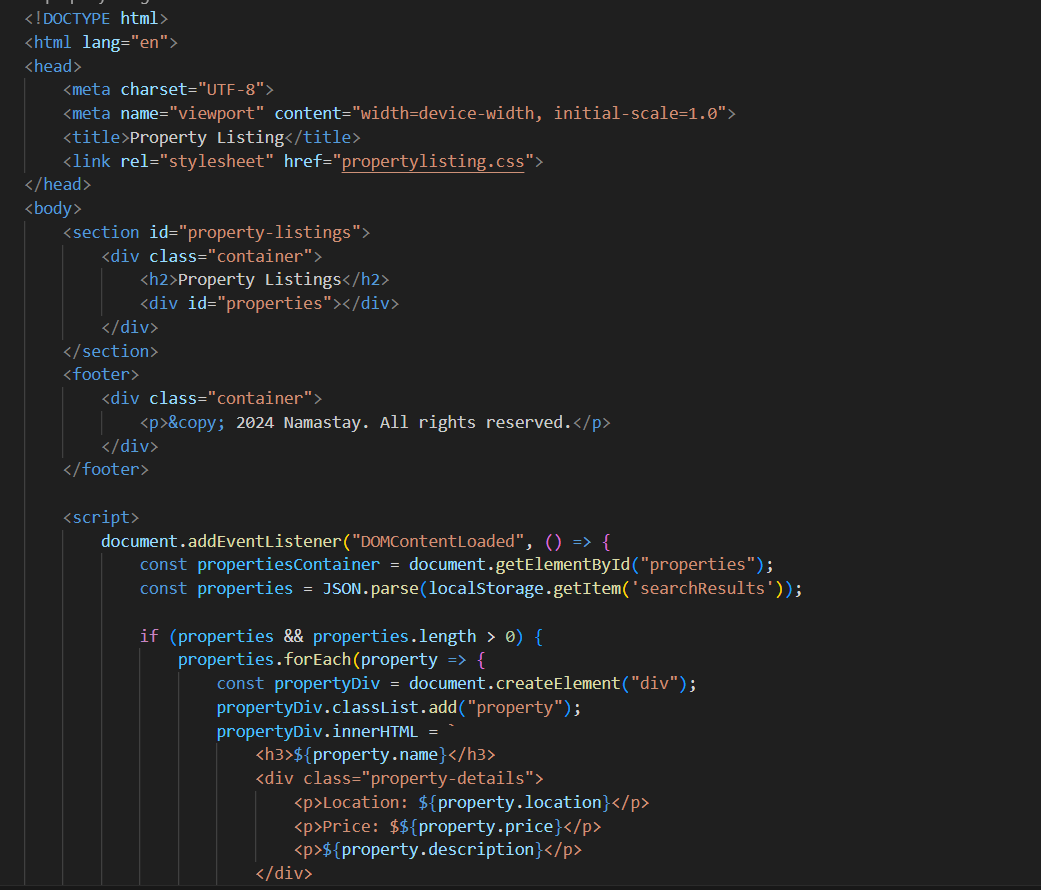 <!DOCTYPE html>
<html lang="en">
<head>
    <meta charset="UTF-8">
    <meta name="viewport" content="width=device-width, initial-scale=1.0">
    <title>Property Listing</title>
    <link rel="stylesheet" href="propertylisting.css">
</head>
<body>
    <section id="property-listings">
        <div class="container">
            <h2>Property Listings</h2>
            <div id="properties"></div>
        </div>
    </section>
    <footer>
        <div class="container">
            <p>&copy; 2024 Namastay. All rights reserved.</p>
        </div>
    </footer>

    <script>
        document.addEventListener("DOMContentLoaded", () => {
            const propertiesContainer = document.getElementById("properties");
            const properties = JSON.parse(localStorage.getItem('searchResults'));

            if (properties && properties.length > 0) {
                properties.forEach(property => {
                    const propertyDiv = document.createElement("div");
                    propertyDiv.classList.add("property");
                    propertyDiv.innerHTML = `
                        <h3>${property.name}</h3>
                        <div class="property-details">
                            <p>Location: ${property.location}</p>
                            <p>Price: $${property.price}</p>
                            <p>${property.description}</p>
                        </div>